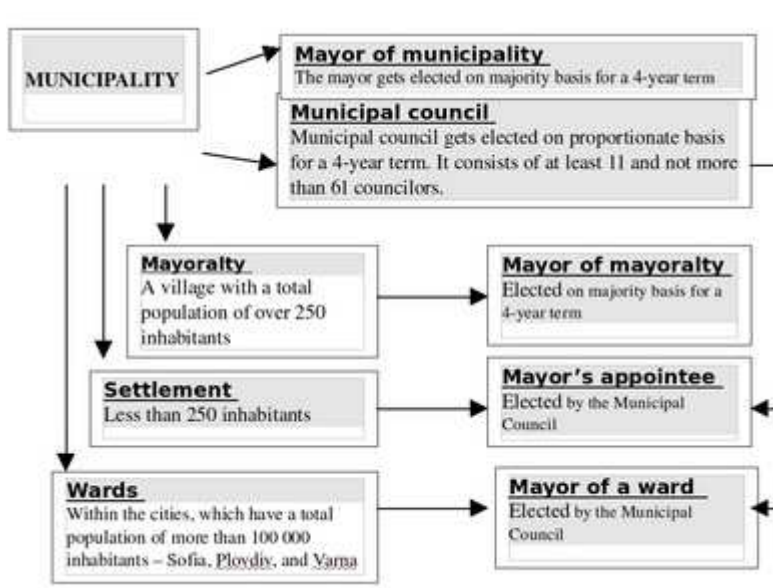 MUNICIPALITY
Mayor of municipality
The mayor gets elected on majority basis for a 4-year term
Municipal council
Municipal council gets elected on proportionate basis
for a 4-year term. It consists of at least 11 and not more
than 61 councilors.
Mayoralty
A village with a total
population of over 250
inhabitants
Mayor of mayoralty
Elected on majority basis for a
4-year term
Settlement
Less than 250 inhabitants
Mayor’s appointee
Elected by the Municipal
Council
Wards
Within the cities, which have a total
population of more than 100 000
inhabitants – Sofia, Plovdiv, and Varna
Mayor of a ward
Elected by the Municipal
Council